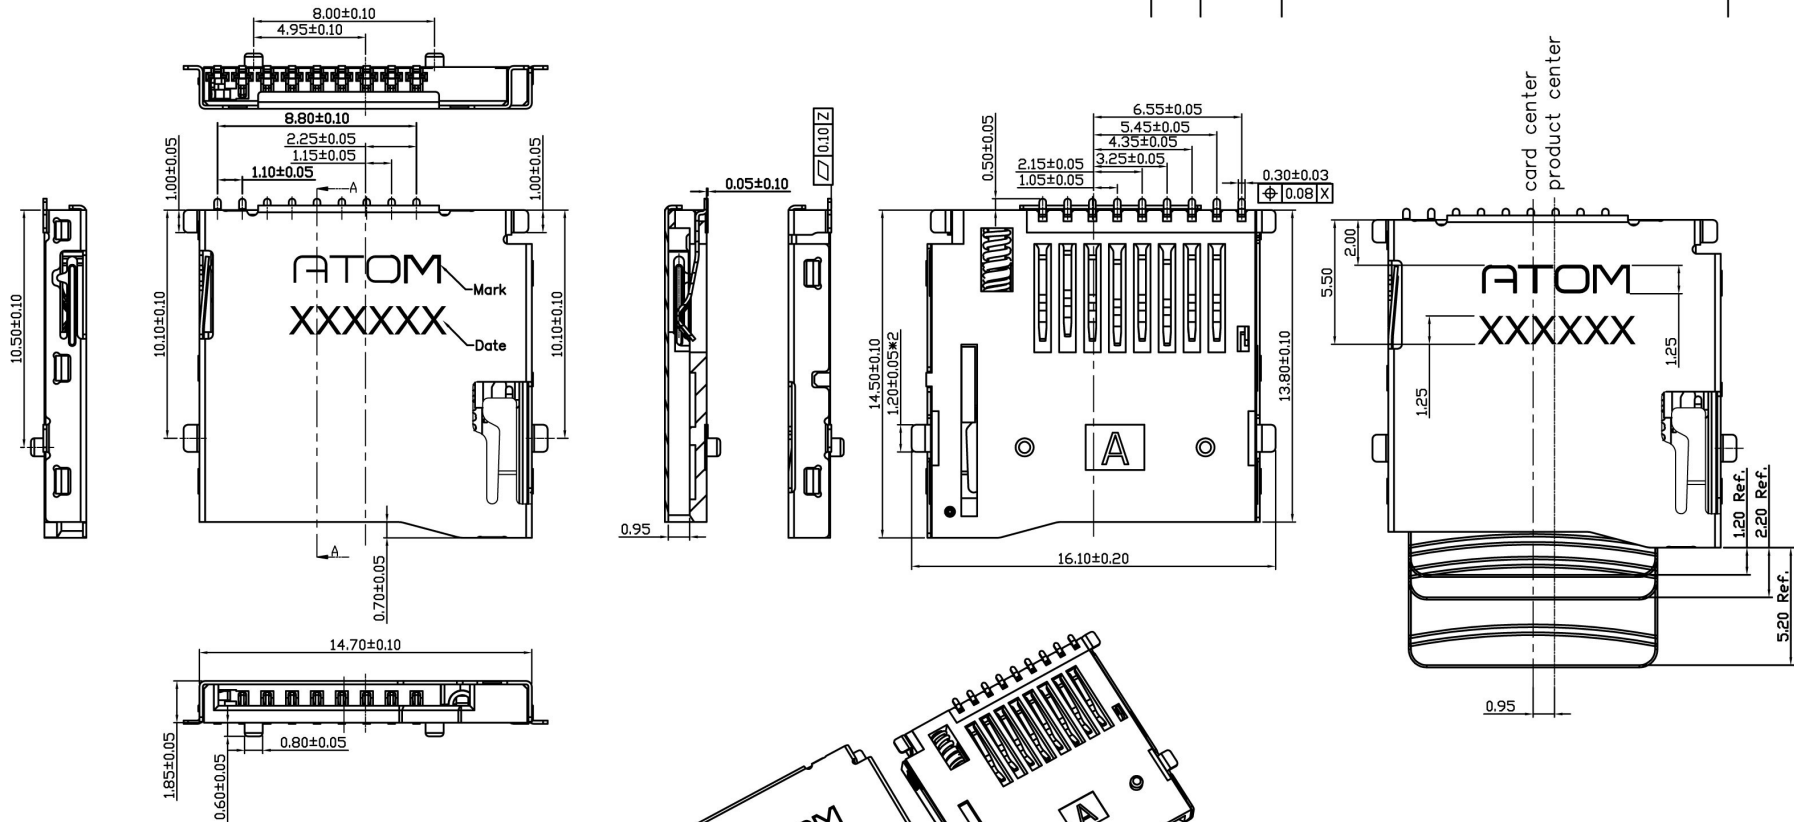 8.00±0.10
4.95±0.10
8.80±0.10
2.25±0.05
1.15±0.05
1.10±0.05
A
1.00±0.05
1.00±0.05
10.50±0.10
10.10±0.10
10.10±0.10
ATOM
Mark
XXXXXX
Date
A
0.70±0.05
14.70±0.10
1.85±0.05
0.60±0.05
0.80±0.05
0.05±0.10
0.95
0.10 Z
6.55±0.05
5.45±0.05
4.35±0.05
3.25±0.05
2.15±0.05
1.05±0.05
0.50±0.05
0.30±0.03
0.08 X
14.50±0.10
1.20±0.05*2
13.80±0.10
A
16.10±0.20
card center
product center
2.00
5.50
ATOM
XXXXXX
1.25
1.25
1.20 Ref.
2.20 Ref.
5.20 Ref.
0.95
A